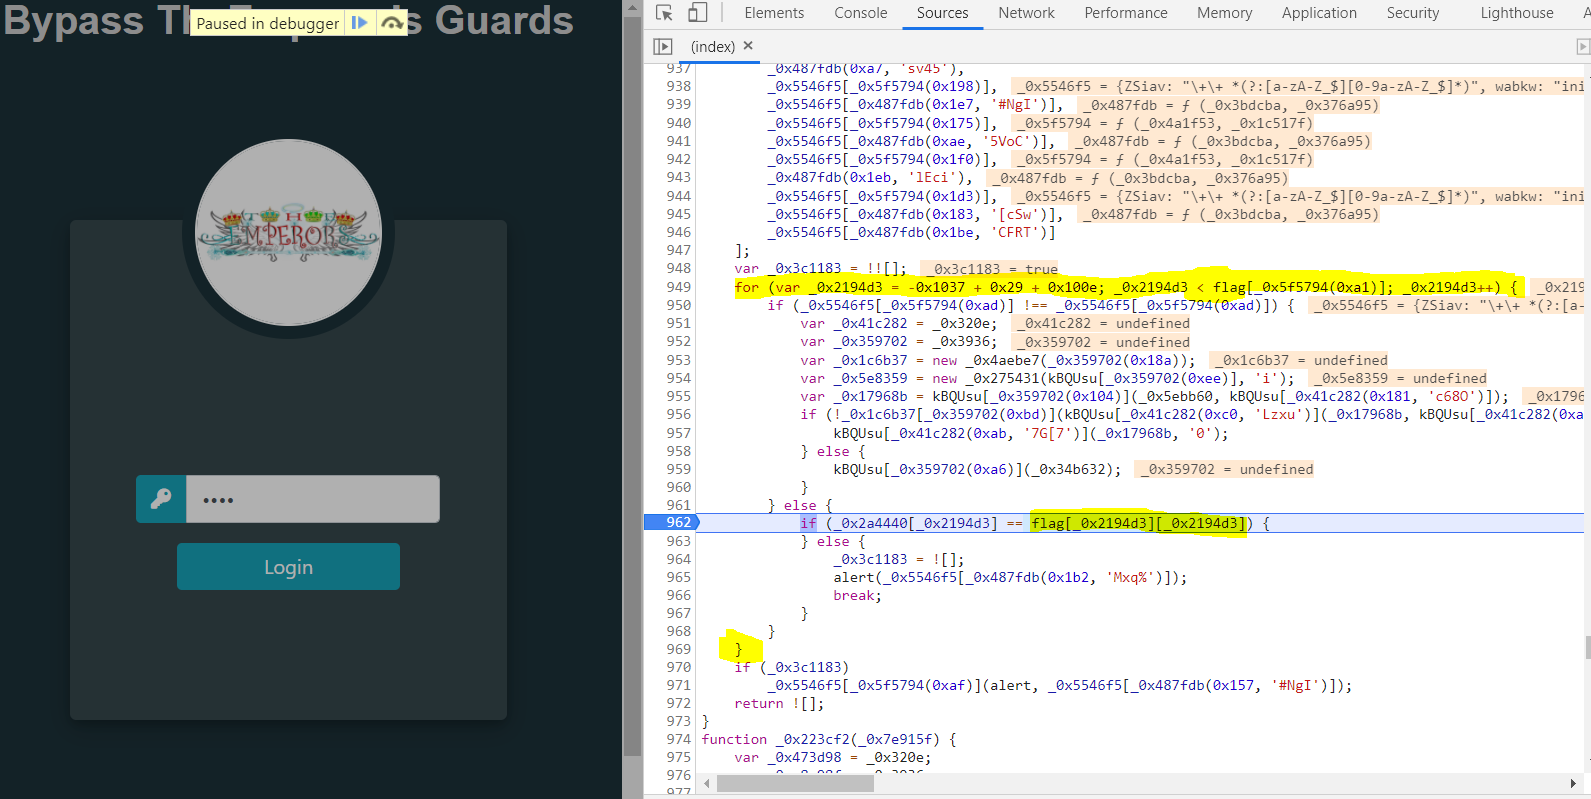 Bypass Th
s Guards
Paused in debugger
THE
EMPERORS
••••
Login
Elements Console Sources Network Performance Memory Application Security Lighthouse A
(index) ×
937 _0x487fdb(0xa7, 'sv45'),
938 _0x5546f5[_0x5f5794(0x198)], _0x5546f5 = {ZSiav: "\+\+ *(?:[a-zA-Z_$][0-9a-zA-Z_$]*)", wabkw: "ini
939 _0x5546f5[_0x487fdb(0x1e7, '#NgI')], _0x487fdb = ƒ (_0x3bdcba, _0x376a95)
940 _0x5546f5[_0x5f5794(0x175)], _0x5f5794 = ƒ (_0x4a1f53, _0x1c517f)
941 _0x5546f5[_0x487fdb(0xae, '5VoC')], _0x487fdb = ƒ (_0x3bdcba, _0x376a95)
942 _0x5546f5[_0x5f5794(0x1f0)], _0x5f5794 = ƒ (_0x4a1f53, _0x1c517f)
943 _0x487fdb(0x1eb, 'lEci'), _0x487fdb = ƒ (_0x3bdcba, _0x376a95)
944 _0x5546f5[_0x5f5794(0x1d3)], _0x5546f5 = {ZSiav: "\+\+ *(?:[a-zA-Z_$][0-9a-zA-Z_$]*)", wabkw: "ini
945 _0x5546f5[_0x487fdb(0x183, '[cSw')], _0x487fdb = ƒ (_0x3bdcba, _0x376a95)
946 _0x5546f5[_0x487fdb(0x1be, 'CFRT')]
947 ];
948 var _0x3c1183 = !![]; _0x3c1183 = true
949 for (var _0x2194d3 = -0x1037 + 0x29 + 0x100e; _0x2194d3 < flag[_0x5f5794(0xa1)]; _0x2194d3++) { _0x219
950 if (_0x5546f5[_0x5f5794(0xad)] !== _0x5546f5[_0x5f5794(0xad)]) { _0x5546f5 = {ZSiav: "\+\+ *(?:[a-
951 var _0x41c282 = _0x320e; _0x41c282 = undefined
952 var _0x359702 = _0x3936; _0x359702 = undefined
953 var _0x1c6b37 = new _0x4aebe7(_0x359702(0x18a)); _0x1c6b37 = undefined
954 var _0x5e8359 = new _0x275431(kBQUsu[_0x359702(0xee)], 'i'); _0x5e8359 = undefined
955 var _0x17968b = kBQUsu[_0x359702(0x104)](_0x5ebb60, kBQUsu[_0x41c282(0x181, 'c68O')]); _0x1796
956 if (!_0x1c6b37[_0x359702(0xbd)](kBQUsu[_0x41c282(0xc0, 'Lzxu')](_0x17968b, kBQUsu[_0x41c282(0xa
957 kBQUsu[_0x41c282(0xab, '7G[7')](_0x17968b, '0');
958 } else {
959 kBQUsu[_0x359702(0xa6)](_0x34b632); _0x359702 = undefined
960 }
961 } else {
962 if (_0x2a4440[_0x2194d3] == flag[_0x2194d3][_0x2194d3]) {
963 } else {
964 _0x3c1183 = ![];
965 alert(_0x5546f5[_0x487fdb(0x1b2, 'Mxq%')]);
966 break;
967 }
968 }
969 }
970 if (_0x3c1183)
971 _0x5546f5[_0x5f5794(0xaf)](alert, _0x5546f5[_0x487fdb(0x157, '#NgI')]);
972 return ![];
973 }
974 function _0x223cf2(_0x7e915f) {
975 var _0x473d98 = _0x320e;
976
977